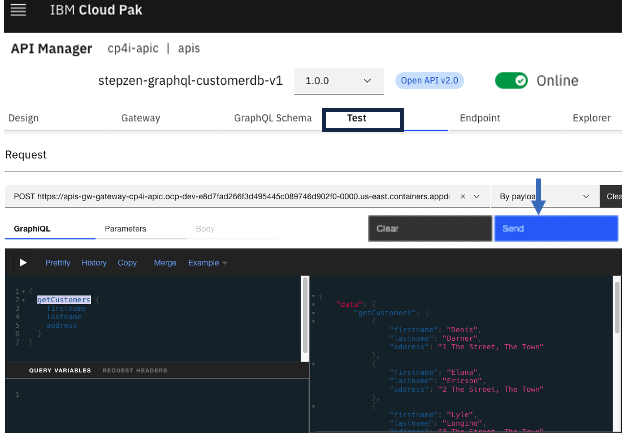 IBM Cloud Pak
API Manager cp4i-apic | apis
stepzen-graphql-customerdb-v1 1.0.0 Open API v2.0 Online
Design Gateway GraphQL Schema Test Endpoint Explorer
Request
POST https://apis-gw-gateway-cp4i-apic.ocp-dev-e8d7fad266f3d495445c089746d902f0-0000.us-east.containers.appd × By payload Clea
GraphiQL Parameters Body Clear Send
Prettify History Copy Merge Example
1 {
2 getCustomers {
3 firstname
4 lastname
5 address
6 }
7 }
QUERY VARIABLES REQUEST HEADERS
1
{
"data": {
"getCustomers": [
{
"firstname": "Denis",
"lastname": "Darner",
"address": "1 The Street, The Town"
},
{
"firstname": "Elana",
"lastname": "Ericson",
"address": "2 The Street, The Town"
},
{
"firstname": "Lyle",
"lastname": "Longino",
"address": "3 The Street, The Town"